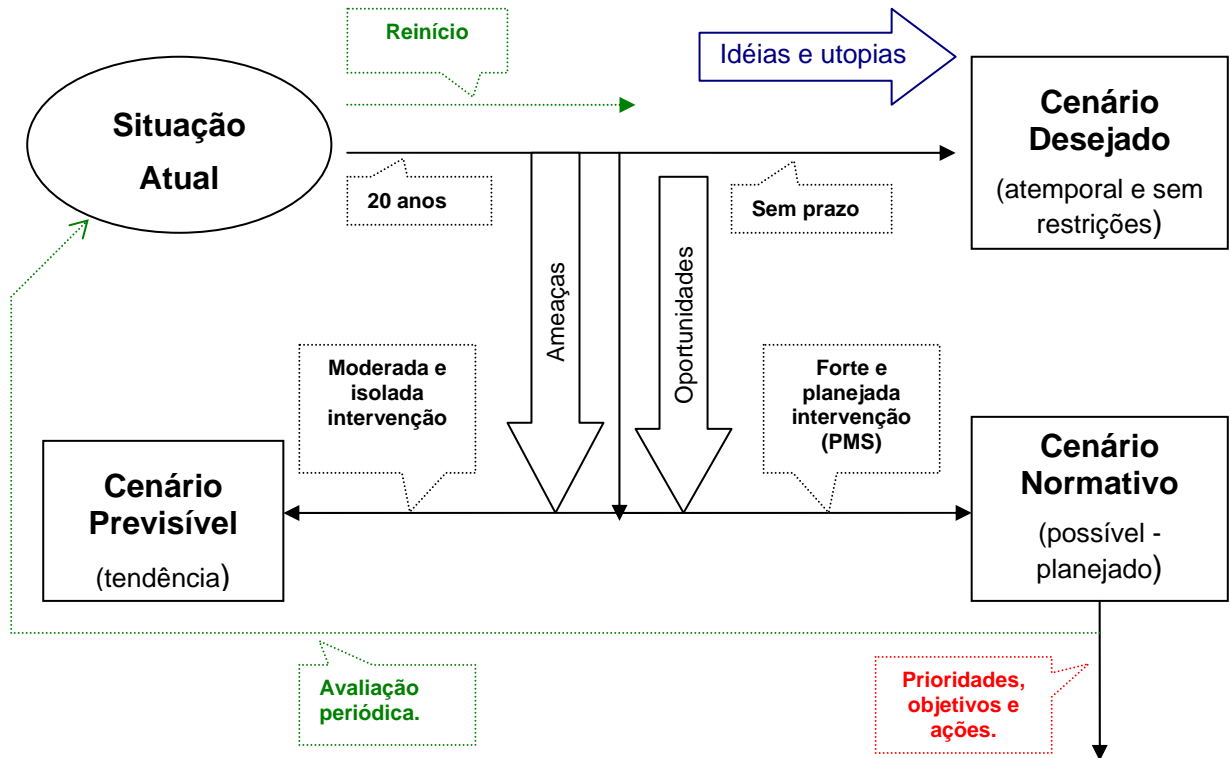 Reinício
Idéias e utopias
Situação
Atual
Cenário
Desejado
(atemporal e sem
restrições)
20 anos
Sem prazo
Ameaças
Oportunidades
Moderada e
isolada
intervenção
Forte e
planejada
intervenção
(PMS)
Cenário
Previsível
(tendência)
Cenário
Normativo
(possível -
planejado)
Avaliação
periódica.
Prioridades,
objetivos e
ações.